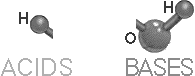 H H
O
ACIDS BASES